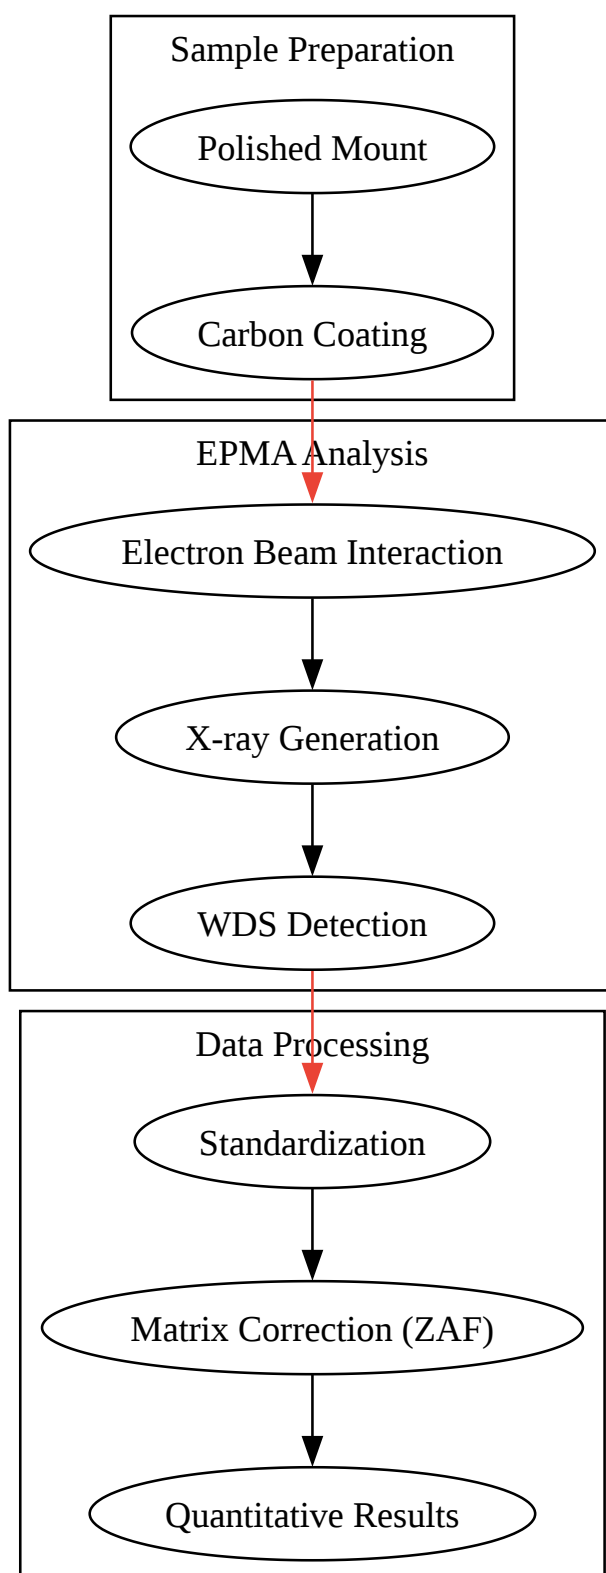 Sample Preparation
Polished Mount
Carbon Coating
EPMA Analysis
Electron Beam Interaction
X-ray Generation
WDS Detection
Data Processing
Standardization
Matrix Correction (ZAF)
Quantitative Results